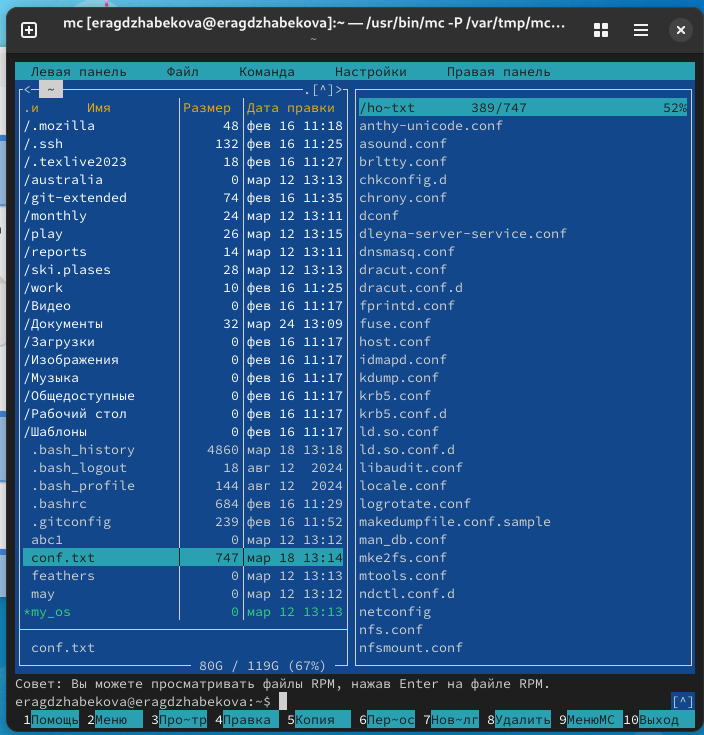 mc [eragdzhabekova@eragdzhabekova]:~ — /usr/bin/mc -P /var/tmp/mc…
~
Левая панель Файл Команда Настройки Правая панель
<─ ~ .[^]>
.и Имя Размер Дата правки
/.mozilla 48 фев 16 11:18
/.ssh 132 фев 16 11:25
/.texlive2023 18 фев 16 11:27
/australia 0 мар 12 13:13
/git-extended 74 фев 16 11:35
/monthly 24 мар 12 13:11
/play 26 мар 12 13:15
/reports 14 мар 12 13:11
/ski.plases 28 мар 12 13:13
/work 10 фев 16 11:25
/Видео 0 фев 16 11:17
/Документы 32 мар 24 13:09
/Загрузки 0 фев 16 11:17
/Изображения 0 фев 16 11:17
/Музыка 0 фев 16 11:17
/Общедоступные 0 фев 16 11:17
/Рабочий стол 0 фев 16 11:17
/Шаблоны 0 фев 16 11:17
.bash_history 4860 мар 18 13:18
.bash_logout 18 авг 12 2024
.bash_profile 144 авг 12 2024
.bashrc 684 фев 16 11:29
.gitconfig 239 фев 16 11:52
abc1 0 мар 12 13:12
conf.txt 747 мар 18 13:14
feathers 0 мар 12 13:13
may 0 мар 12 13:12
*my_os 0 мар 12 13:13
conf.txt
80G / 119G (67%)
/ho~txt 389/747 52%
anthy-unicode.conf
asound.conf
brltty.conf
chkconfig.d
chrony.conf
dconf
dleyna-server-service.conf
dnsmasq.conf
dracut.conf
dracut.conf.d
fprintd.conf
fuse.conf
host.conf
idmapd.conf
kdump.conf
krb5.conf
krb5.conf.d
ld.so.conf
ld.so.conf.d
libaudit.conf
locale.conf
logrotate.conf
makedumpfile.conf.sample
man_db.conf
mke2fs.conf
mtools.conf
ndctl.conf.d
netconfig
nfs.conf
nfsmount.conf
Совет: Вы можете просматривать файлы RPM, нажав Enter на файле RPM.
eragdzhabekova@eragdzhabekova:~$ [^]
1Помощь 2Меню 3Про~тр 4Правка 5Копия 6Пер~ос 7Нов~лг 8Удалить 9МенюМС 10Выход